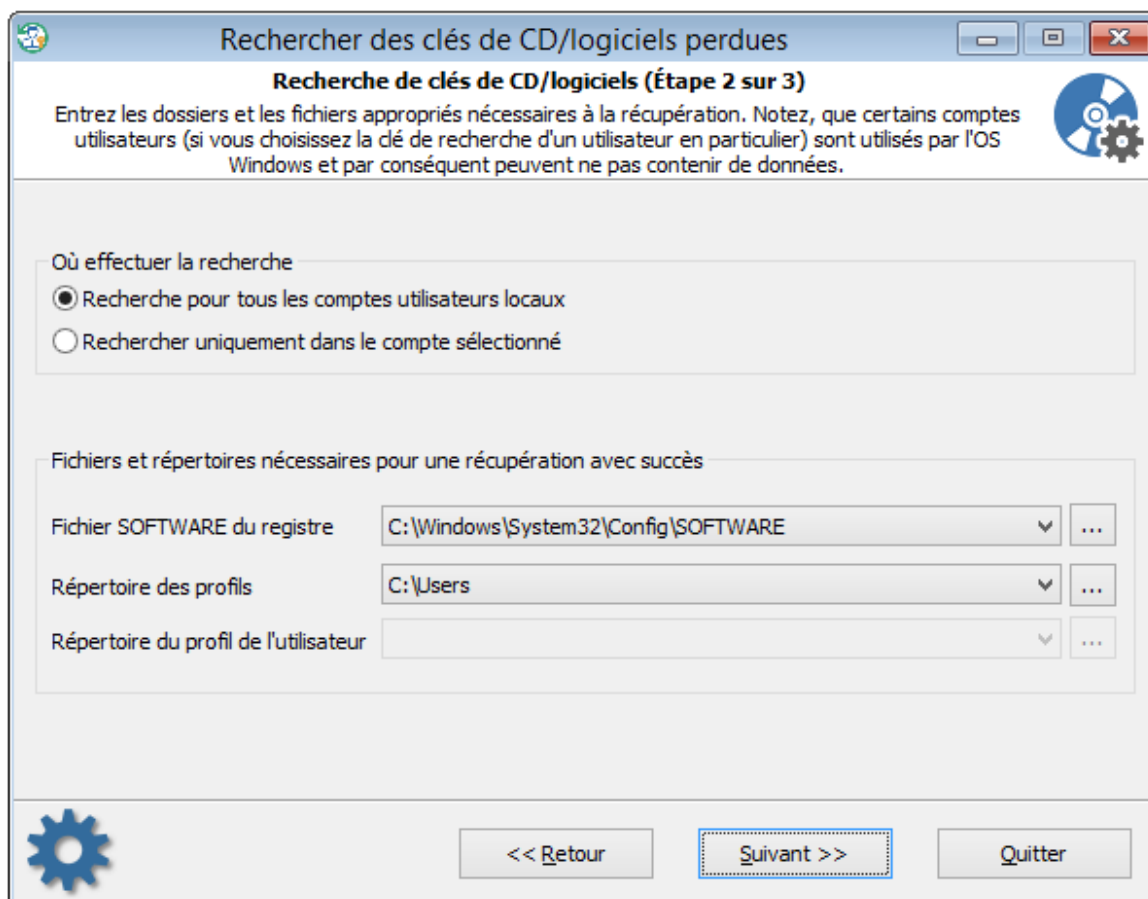 Rechercher des clés de CD/logiciels perdues
Recherche de clés de CD/logiciels (Étape 2 sur 3)
Entrez les dossiers et les fichiers appropriés nécessaires à la récupération. Notez, que certains comptes
utilisateurs (si vous choisissez la clé de recherche d'un utilisateur en particulier) sont utilisés par l'OS
Windows et par conséquent peuvent ne pas contenir de données.
Où effectuer la recherche
Recherche pour tous les comptes utilisateurs locaux
Rechercher uniquement dans le compte sélectionné
Fichiers et répertoires nécessaires pour une récupération avec succès
Fichier SOFTWARE du registre C:\Windows\System32\Config\SOFTWARE ...
Répertoire des profils C:\Users ...
Répertoire du profil de l'utilisateur ...
<< Retour Suivant >> Quitter